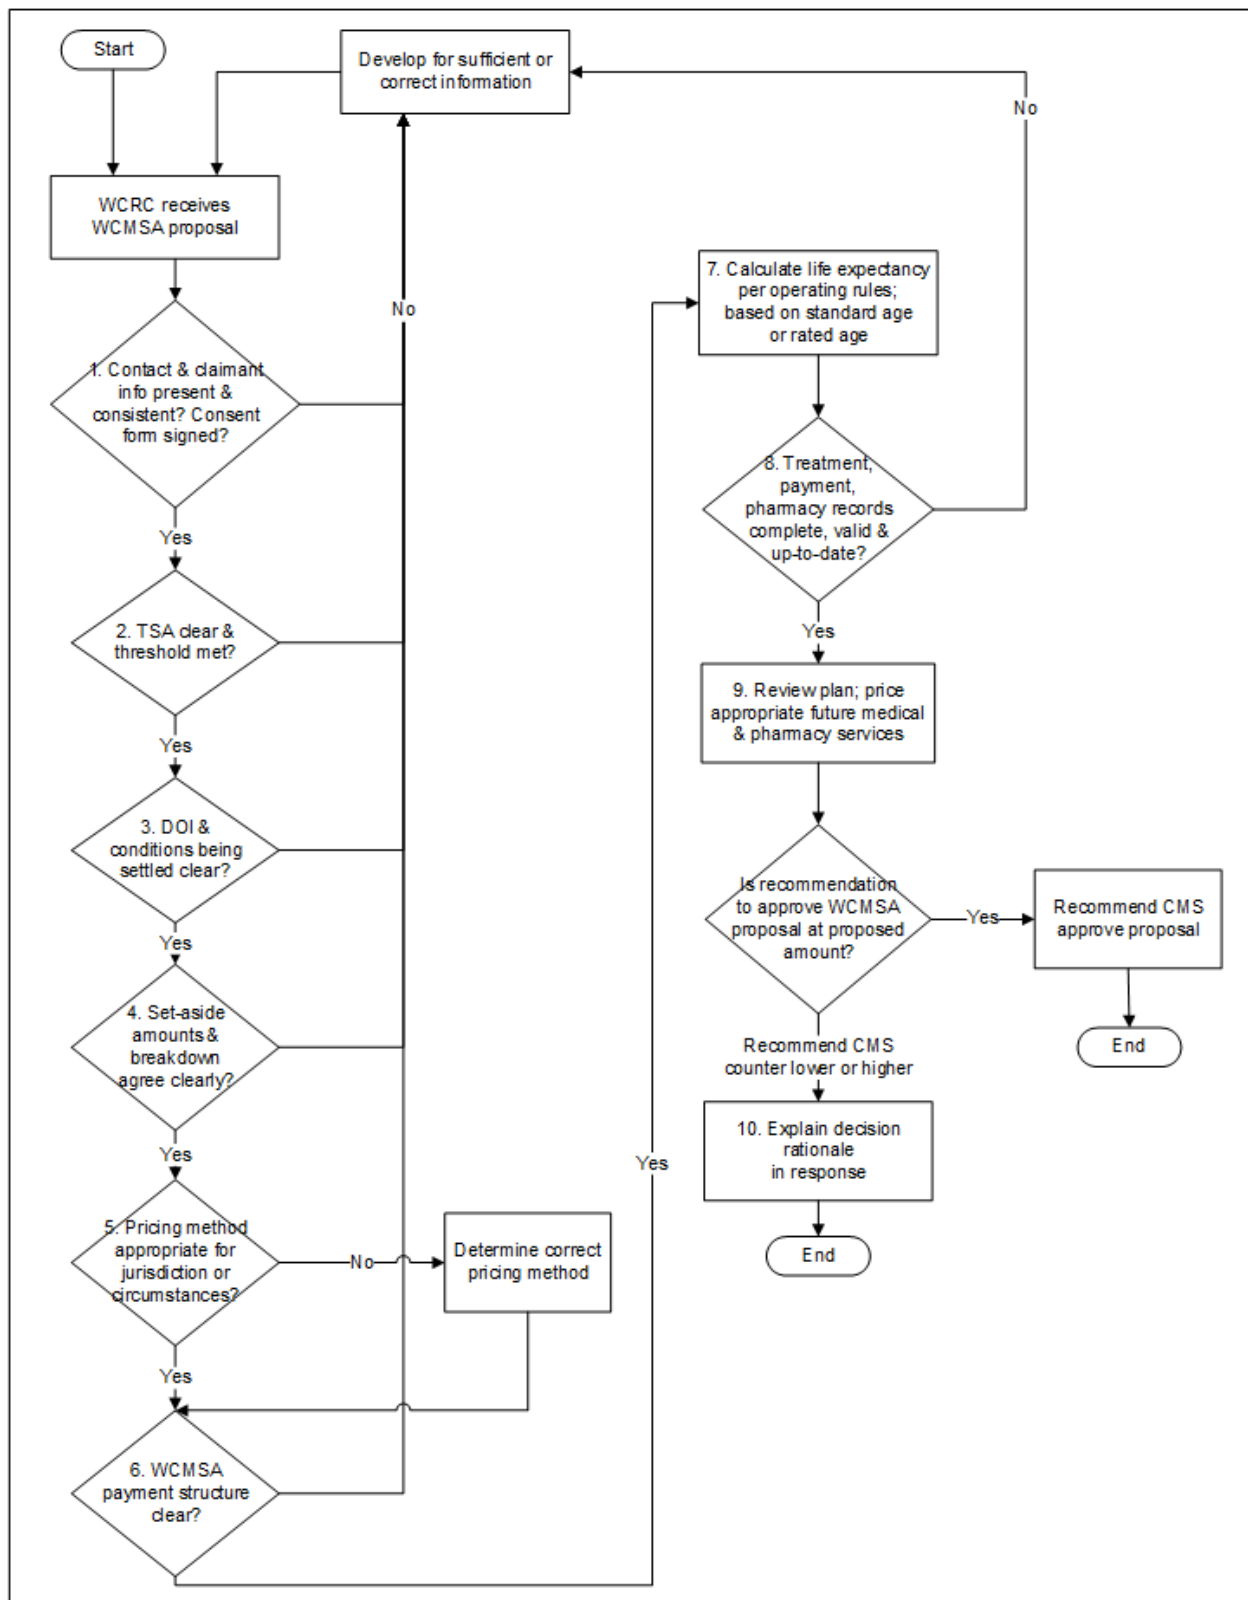 Start
Develop for sufficient or
correct information
WCRC receives
WCMSA proposal
No
1. Contact & claimant
info present &
consistent? Consent
form signed?
Yes
2. TSA clear &
threshold met?
Yes
3. DOI &
conditions being
settled clear?
Yes
4. Set-aside
amounts &
breakdown
agree clearly?
Yes
5. Pricing method
appropriate for
jurisdiction or
circumstances?
No
Determine correct
pricing method
Yes
6. WCMSA
payment structure
clear?
Yes
7. Calculate life expectancy
per operating rules;
based on standard age
or rated age
8. Treatment,
payment,
pharmacy records
complete, valid &
up-to-date?
No
Yes
9. Review plan; price
appropriate future medical
& pharmacy services
Is recommendation
to approve WCMSA
proposal at proposed
amount?
Yes
Recommend CMS
approve proposal
End
Recommend CMS
counter lower or higher
10. Explain decision
rationale
in response
End